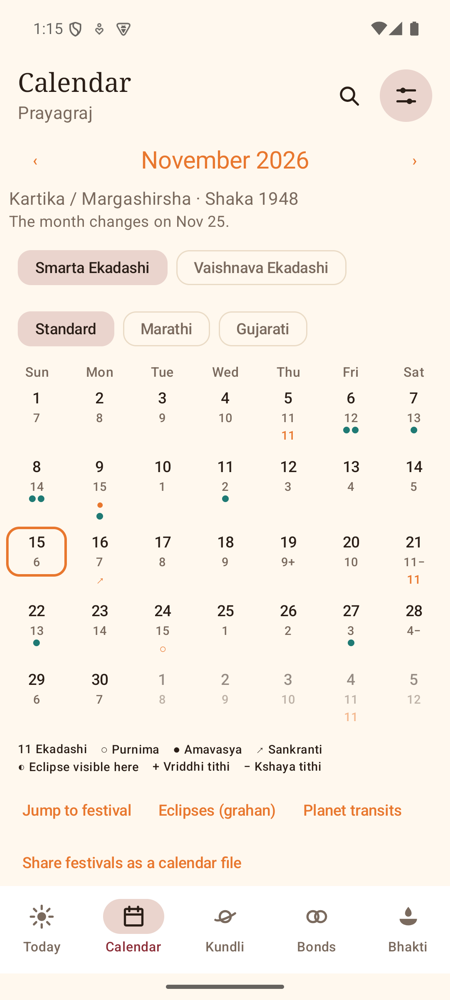 1:15
Calendar
Prayagraj
‹ November 2026 ›
Kartika / Margashirsha · Shaka 1948
The month changes on Nov 25.
Smarta Ekadashi Vaishnava Ekadashi
Standard Marathi Gujarati
Sun Mon Tue Wed Thu Fri Sat
1 2 3 4 5 6 7
7 8 9 10 11 12 13
11
8 9 10 11 12 13 14
14 15 1 2 3 4 5
15 16 17 18 19 20 21
6 7 8 9 9+ 10 11−
↗ 11
22 23 24 25 26 27 28
13 14 15 1 2 3 4−
○
29 30 1 2 3 4 5
6 7 8 9 10 11 12
11
11 Ekadashi ○ Purnima ● Amavasya ↗ Sankranti
◐ Eclipse visible here + Vriddhi tithi − Kshaya tithi
Jump to festival Eclipses (grahan) Planet transits
Share festivals as a calendar file
Today Calendar Kundli Bonds Bhakti